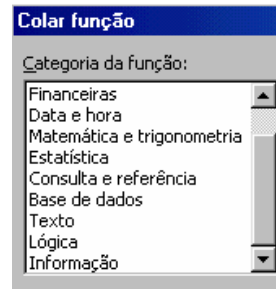 Colar função
Categoria da função:
Financeiras
Data e hora
Matemática e trigonometria
Estatística
Consulta e referência
Base de dados
Texto
Lógica
Informação